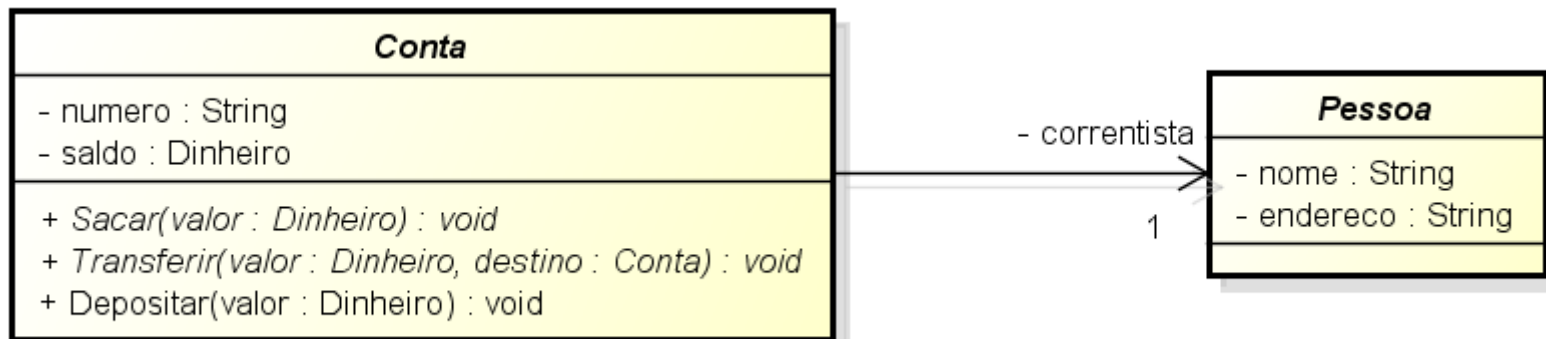 Conta
- numero : String
- saldo : Dinheiro
+ Sacar(valor : Dinheiro) : void
+ Transferir(valor : Dinheiro, destino : Conta) : void
+ Depositar(valor : Dinheiro) : void
- correntista
1
Pessoa
- nome : String
- endereco : String